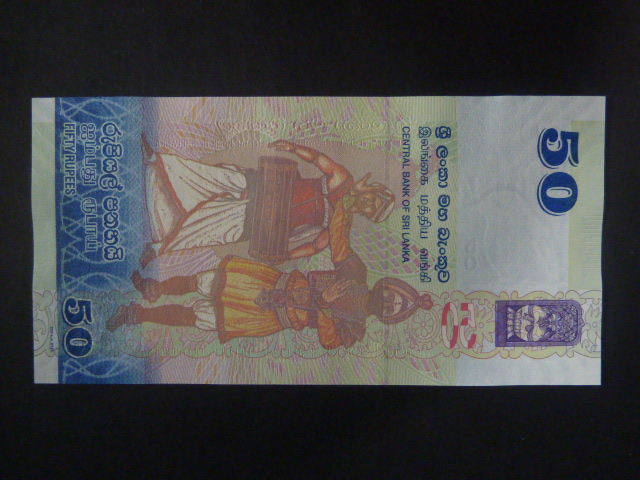 50
ශ්‍රී ලංකා මහ බැංකුව
இலங்கை மத்திய வங்கி
CENTRAL BANK OF SRI LANKA
රුපියල් පනහයි
ஐம்பது ரூபாய்
FIFTY RUPEES
50